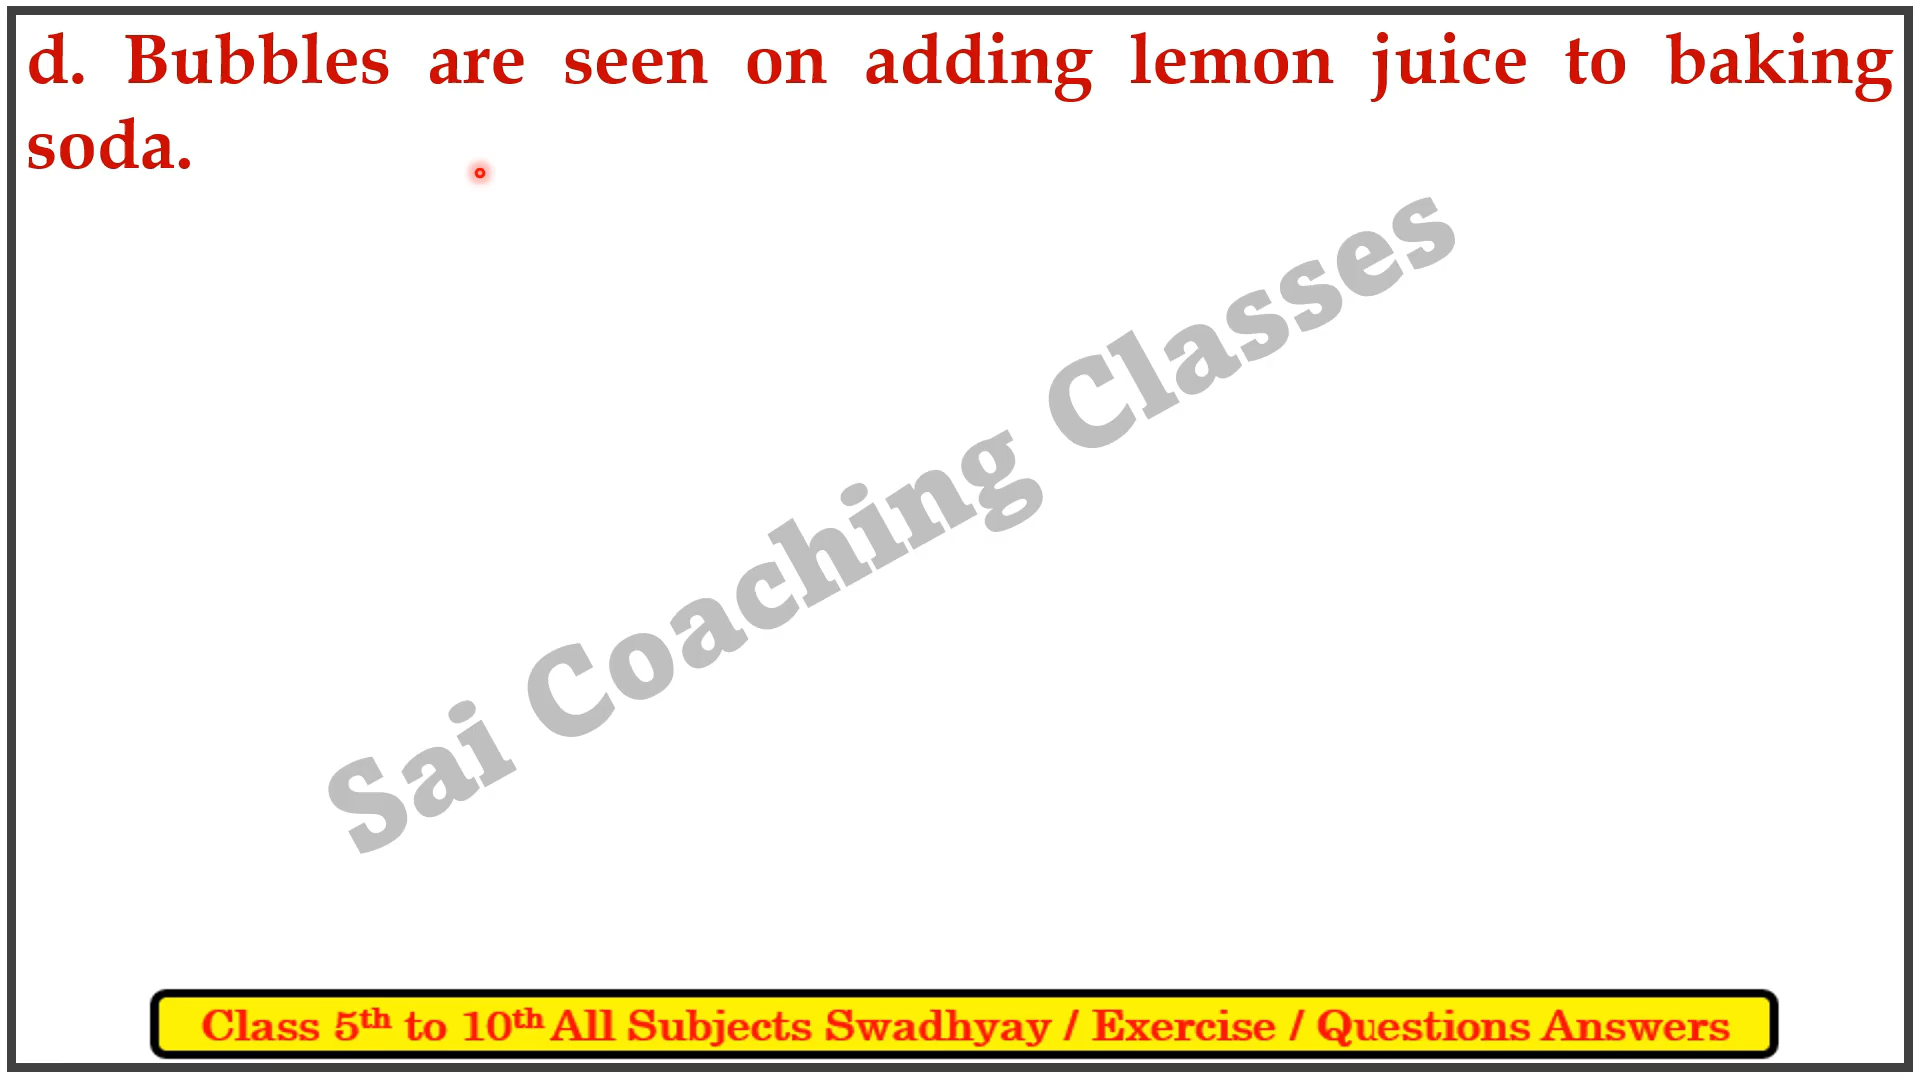 d. Bubbles are seen on adding lemon juice to baking
soda.
Sai Coaching Classes
Class 5th to 10th All Subjects Swadhyay / Exercise / Questions Answers